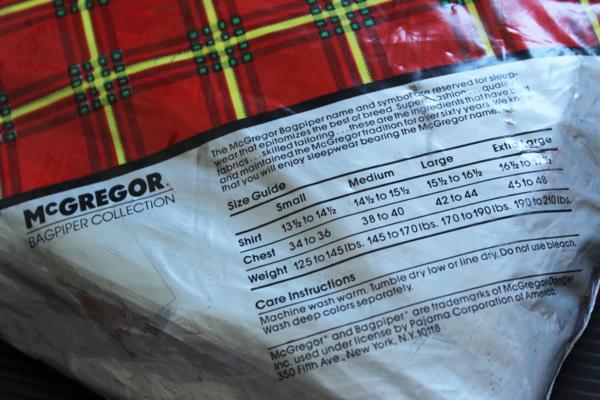 The McGregor Bagpiper name and symbol are reserved for sleep-
wear that epitomizes the best of breed. Superb fashion . . . quality
fabrics . . . skilled tailoring . . . these are the ingredients that have built
and maintained the McGregor tradition for over sixty years. We know
that you will enjoy sleepwear bearing the McGregor name.
McGREGOR.
BAGPIPER COLLECTION
Size Guide
Small Medium Large Extra Large
Shirt 13½ to 14½ 14½ to 15½ 15½ to 16½ 16½ to
Chest 34 to 36 38 to 40 42 to 44 45 to 48
Weight 125 to 145 lbs. 145 to 170 lbs. 170 to 190 lbs. 190 to 210 lbs.
Care Instructions
Machine wash warm. Tumble dry low or line dry. Do not use bleach.
Wash deep colors separately.
McGregor® and Bagpiper® are trademarks of McGregor-Doniger
Inc. used under license by Pajama Corporation of America.
350 Fifth Ave., New York, N.Y. 10118